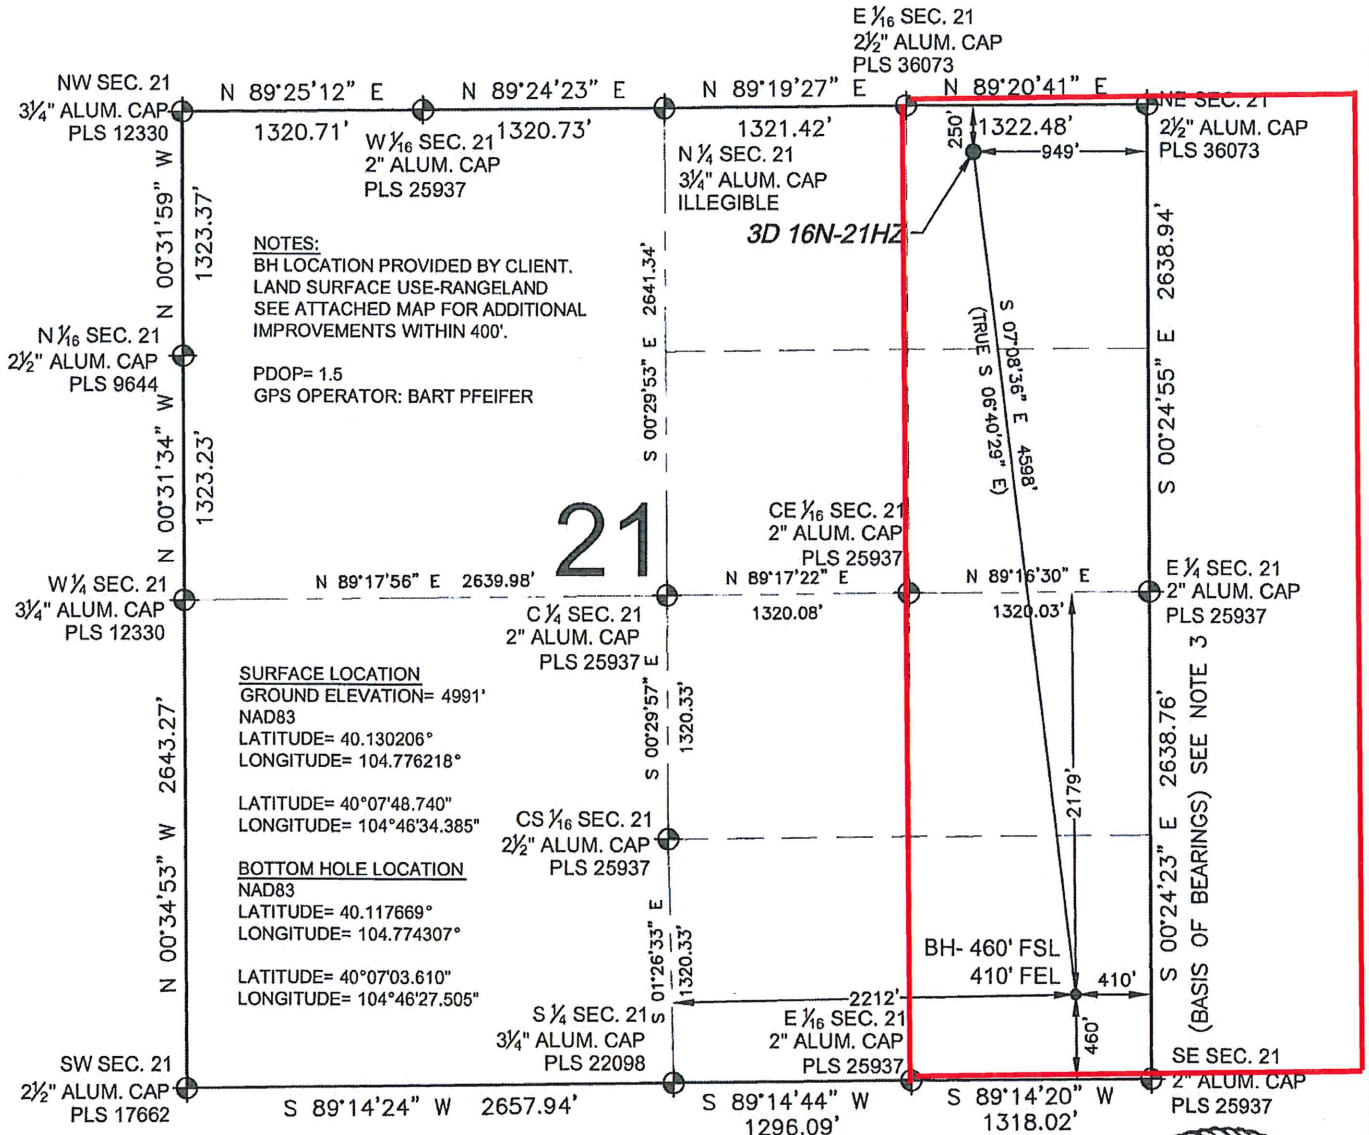 E 1/16 SEC. 21
2½" ALUM. CAP
PLS 36073
NW SEC. 21
3¼" ALUM. CAP
PLS 12330
N 89°25'12" E
1320.71'
N 89°24'23" E
1320.73'
N 89°19'27" E
1321.42'
N 89°20'41" E
1322.48'
NE SEC. 21
2½" ALUM. CAP
PLS 36073
W 1/16 SEC. 21
2" ALUM. CAP
PLS 25937
N ¼ SEC. 21
3¼" ALUM. CAP
ILLEGIBLE
250'
949'
3D 16N-21HZ
N 00°31'59" W
1323.37'
NOTES:
BH LOCATION PROVIDED BY CLIENT.
LAND SURFACE USE-RANGELAND
SEE ATTACHED MAP FOR ADDITIONAL
IMPROVEMENTS WITHIN 400'.
PDOP= 1.5
GPS OPERATOR: BART PFEIFER
S 00°29'53" E 2641.34'
S 07°08'36" E 4598'
(TRUE S 06°40'29" E)
S 00°24'55" E 2638.94'
N 1/16 SEC. 21
2½" ALUM. CAP
PLS 9644
N 00°31'34" W
1323.23'
21
CE 1/16 SEC. 21
2" ALUM. CAP
PLS 25937
W ¼ SEC. 21
3¼" ALUM. CAP
PLS 12330
N 89°17'56" E 2639.98'
N 89°17'22" E
1320.08'
N 89°16'30" E
1320.03'
E ¼ SEC. 21
2" ALUM. CAP
PLS 25937
C ¼ SEC. 21
2" ALUM. CAP
PLS 25937
SURFACE LOCATION
GROUND ELEVATION= 4991'
NAD83
LATITUDE= 40.130206°
LONGITUDE= 104.776218°
LATITUDE= 40°07'48.740"
LONGITUDE= 104°46'34.385"
BOTTOM HOLE LOCATION
NAD83
LATITUDE= 40.117669°
LONGITUDE= 104.774307°
LATITUDE= 40°07'03.610"
LONGITUDE= 104°46'27.505"
N 00°34'53" W 2643.27'
S 00°29'57" E
1320.33'
CS 1/16 SEC. 21
2½" ALUM. CAP
PLS 25937
S 01°26'33" E
1320.33'
2179'
S 00°24'23" E 2638.76'
(BASIS OF BEARINGS) SEE NOTE 3
BH- 460' FSL
410' FEL
410'
2212'
460'
S ¼ SEC. 21
3¼" ALUM. CAP
PLS 22098
E 1/16 SEC. 21
2" ALUM. CAP
PLS 25937
SW SEC. 21
2½" ALUM. CAP
PLS 17662
SE SEC. 21
2" ALUM. CAP
PLS 25937
S 89°14'24" W 2657.94'
S 89°14'44" W
1296.09'
S 89°14'20" W
1318.02'